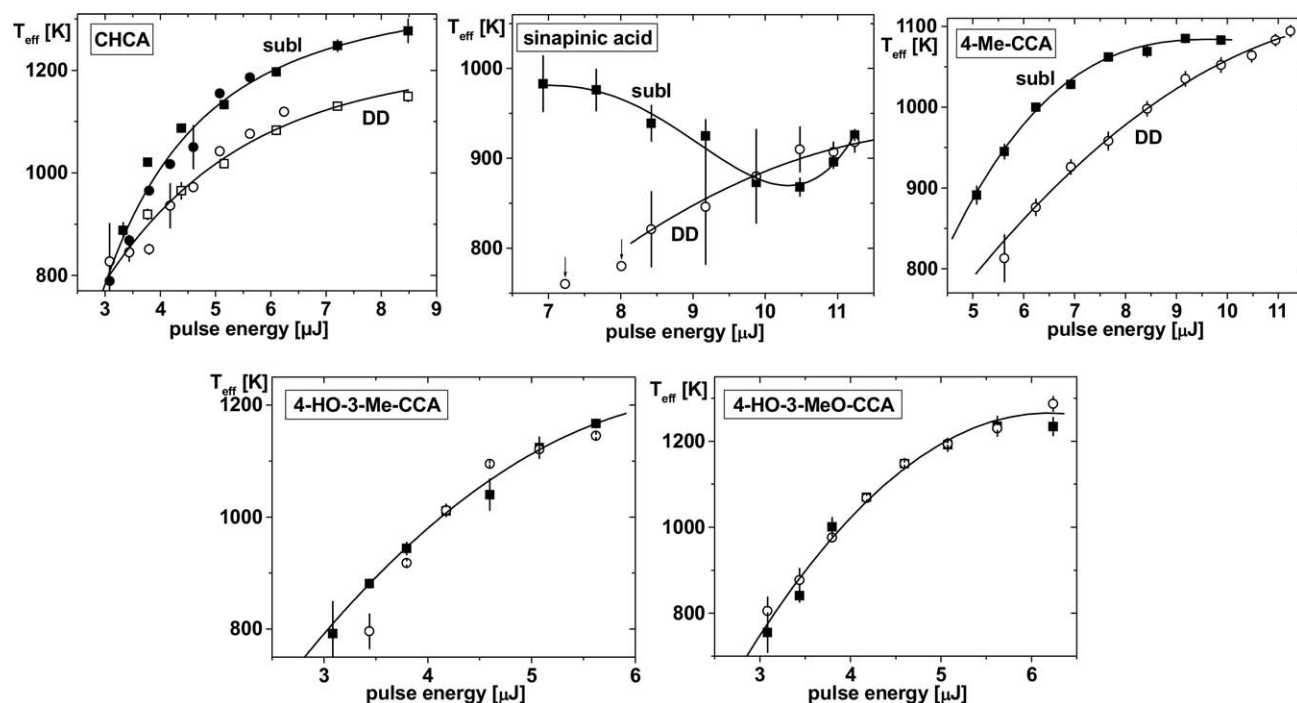 T_eff [K]
CHCA
subl
DD
1200
1000
800
3 4 5 6 7 8 9
pulse energy [µJ]
T_eff [K]
sinapinic acid
subl
DD
1000
900
800
7 8 9 10 11
pulse energy [µJ]
T_eff [K]
4-Me-CCA
subl
DD
1100
1000
900
800
5 6 7 8 9 10 11
pulse energy [µJ]
T_eff [K]
4-HO-3-Me-CCA
1200
1000
800
3 4 5 6
pulse energy [µJ]
T_eff [K]
4-HO-3-MeO-CCA
1200
1000
800
3 4 5 6
pulse energy [µJ]